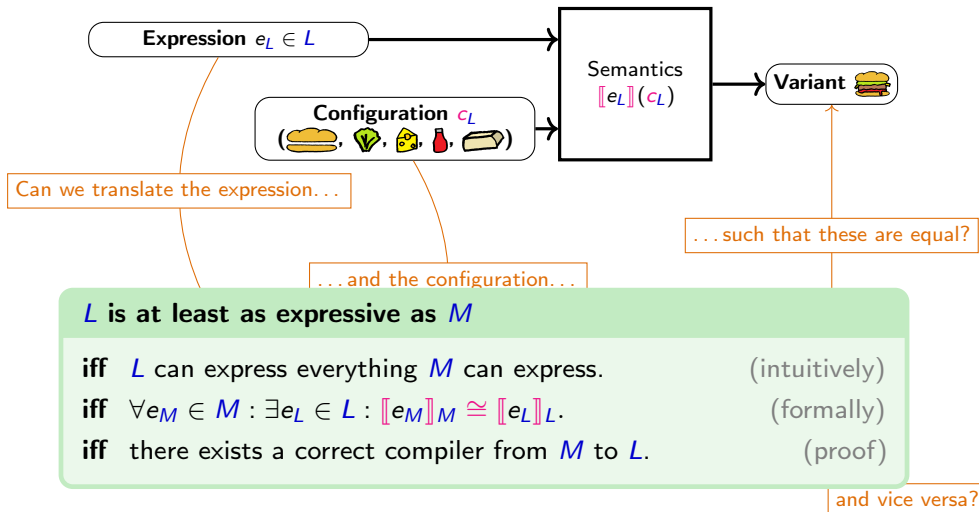 Expression e_L ∈ L
Semantics
⟦e_L⟧(c_L)
Variant
Configuration c_L
( , , , , )
Can we translate the expression...
...such that these are equal?
...and the configuration...
L is at least as expressive as M
iff L can express everything M can express. (intuitively)
iff ∀e_M ∈ M : ∃e_L ∈ L : ⟦e_M⟧_M ≅ ⟦e_L⟧_L. (formally)
iff there exists a correct compiler from M to L. (proof)
and vice versa?